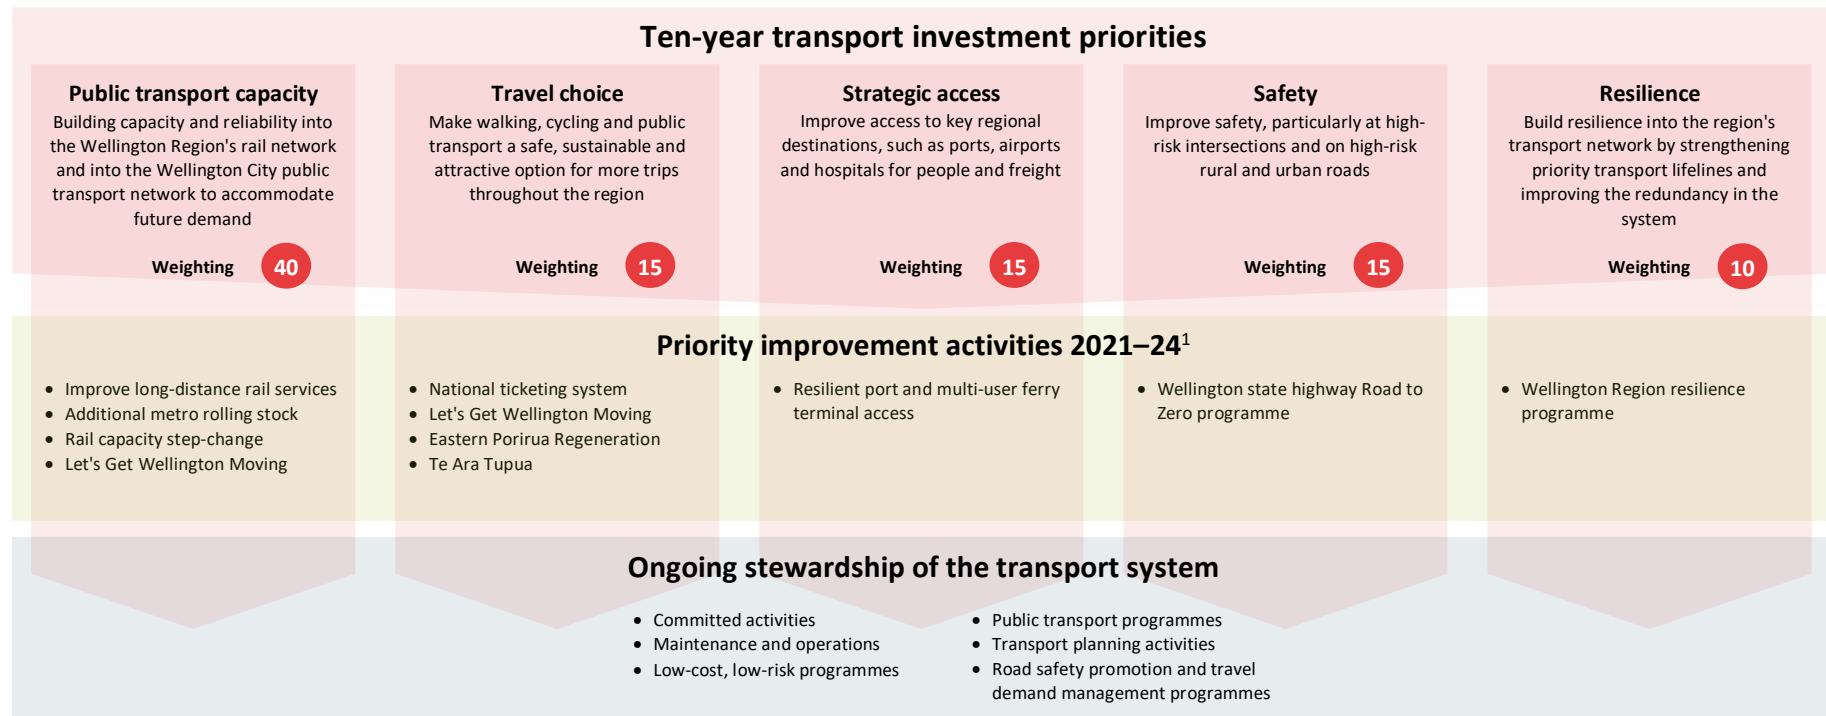 Ten-year transport investment priorities
Public transport capacity
Building capacity and reliability into
the Wellington Region's rail network
and into the Wellington City public
transport network to accommodate
future demand
Weighting 40
Travel choice
Make walking, cycling and public
transport a safe, sustainable and
attractive option for more trips
throughout the region
Weighting 15
Strategic access
Improve access to key regional
destinations, such as ports, airports
and hospitals for people and freight
Weighting 15
Safety
Improve safety, particularly at high-
risk intersections and on high-risk
rural and urban roads
Weighting 15
Resilience
Build resilience into the region's
transport network by strengthening
priority transport lifelines and
improving the redundancy in the
system
Weighting 10
Priority improvement activities 2021–24¹
• Improve long-distance rail services
• Additional metro rolling stock
• Rail capacity step-change
• Let's Get Wellington Moving
• National ticketing system
• Let's Get Wellington Moving
• Eastern Porirua Regeneration
• Te Ara Tupua
• Resilient port and multi-user ferry
terminal access
• Wellington state highway Road to
Zero programme
• Wellington Region resilience
programme
Ongoing stewardship of the transport system
• Committed activities
• Maintenance and operations
• Low-cost, low-risk programmes
• Public transport programmes
• Transport planning activities
• Road safety promotion and travel
demand management programmes